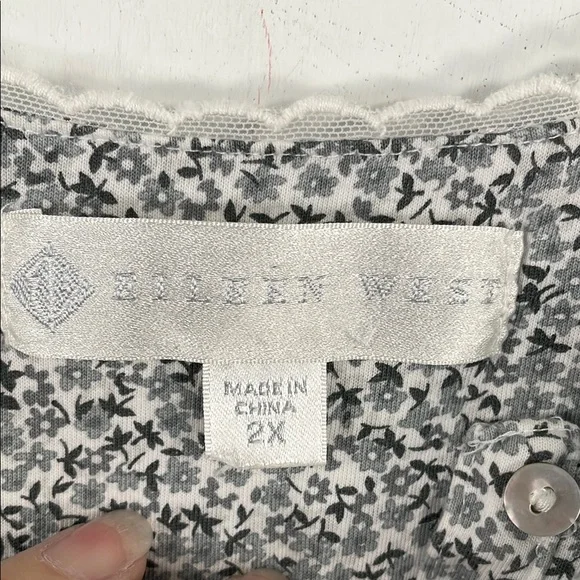 EILEEN WEST
MADE IN
CHINA
2X